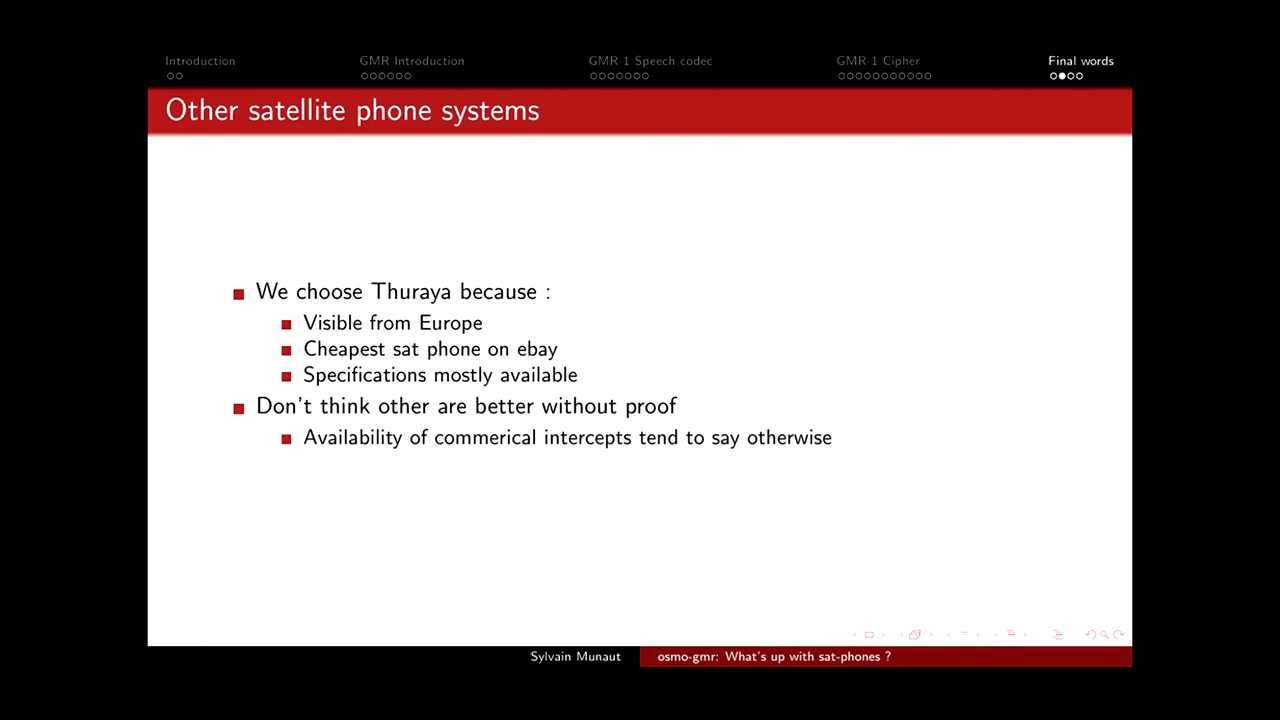 Introduction GMR Introduction GMR-1 Speech codec GMR-1 Cipher Final words
Other satellite phone systems
We choose Thuraya because :
Visible from Europe
Cheapest sat phone on ebay
Specifications mostly available
Don't think other are better without proof
Availability of commerical intercepts tend to say otherwise
Sylvain Munaut osmo-gmr: What's up with sat-phones ?